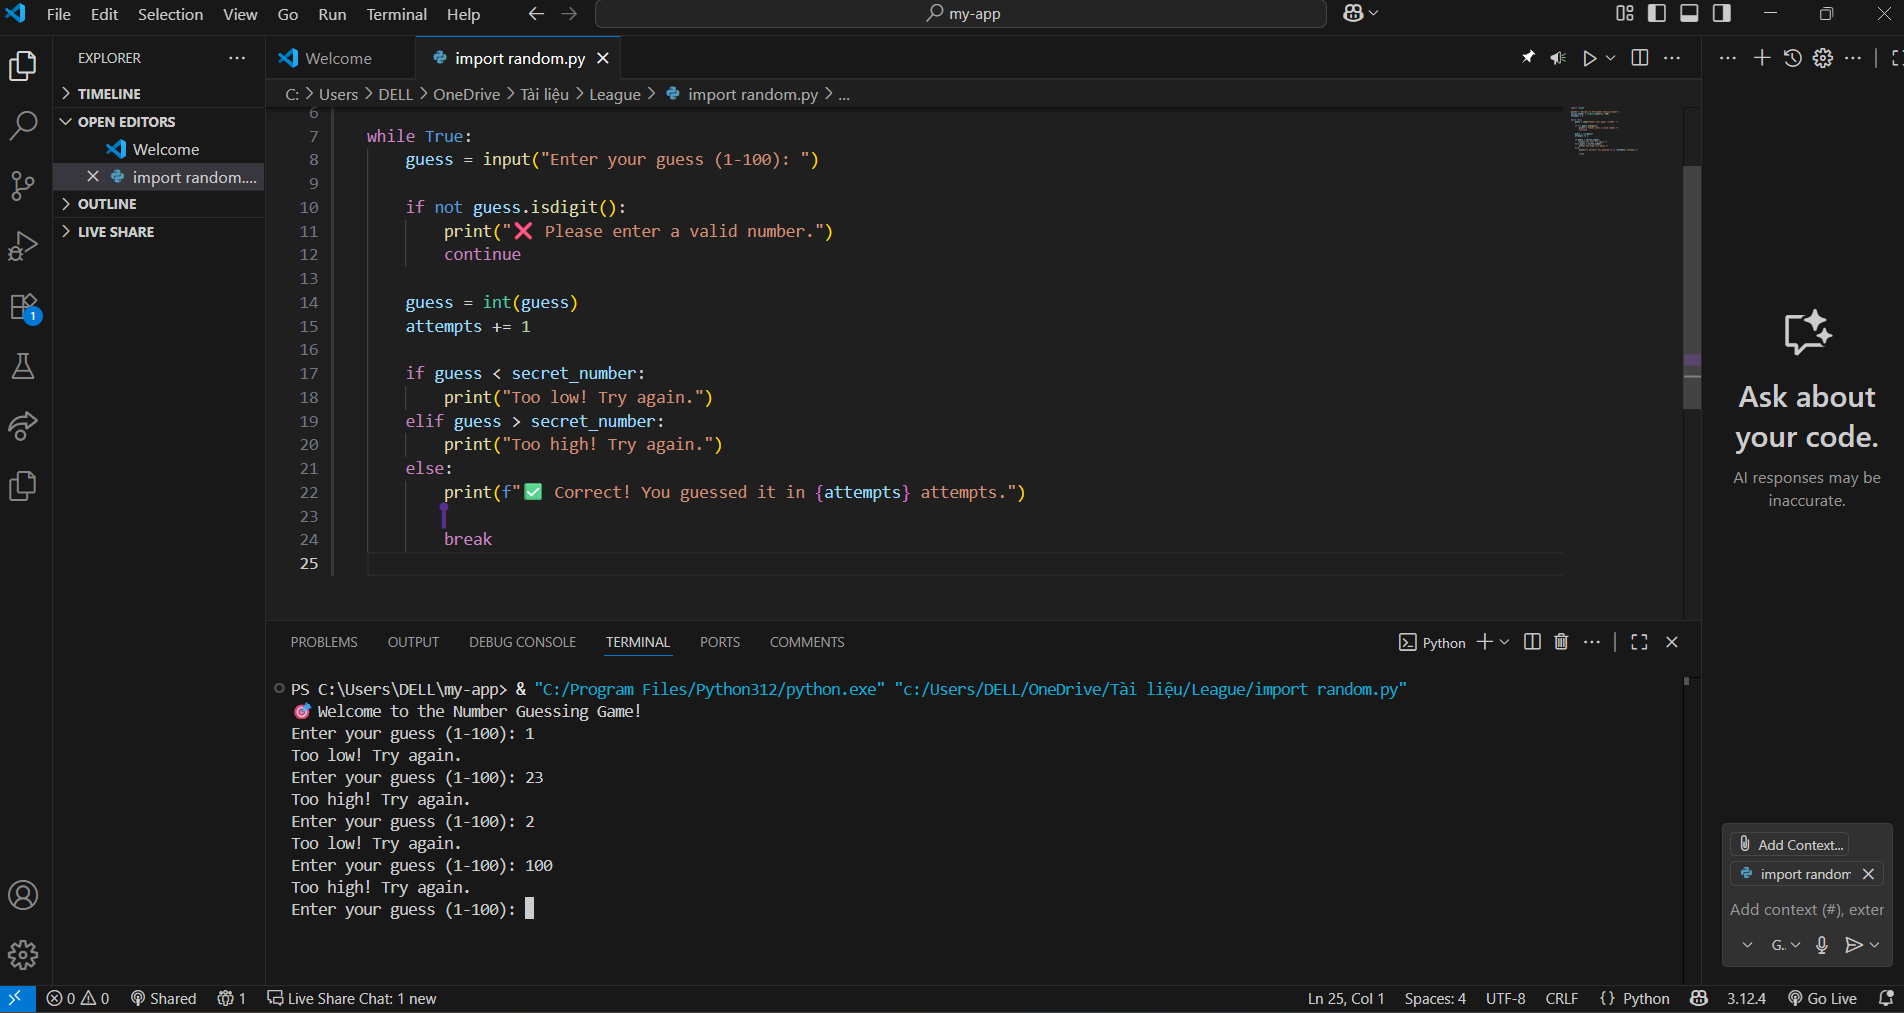 File Edit Selection View Go Run Terminal Help
my-app
EXPLORER
TIMELINE
OPEN EDITORS
Welcome
import random....
OUTLINE
LIVE SHARE
1
Welcome
import random.py
C: > Users > DELL > OneDrive > Tài liệu > League > import random.py > ...
6
7 while True:
8 guess = input("Enter your guess (1-100): ")
9
10 if not guess.isdigit():
11 print("❌ Please enter a valid number.")
12 continue
13
14 guess = int(guess)
15 attempts += 1
16
17 if guess < secret_number:
18 print("Too low! Try again.")
19 elif guess > secret_number:
20 print("Too high! Try again.")
21 else:
22 print(f"✅ Correct! You guessed it in {attempts} attempts.")
23
24 break
25
PROBLEMS OUTPUT DEBUG CONSOLE TERMINAL PORTS COMMENTS
Python
PS C:\Users\DELL\my-app> & "C:/Program Files/Python312/python.exe" "c:/Users/DELL/OneDrive/Tài liệu/League/import random.py"
🎯 Welcome to the Number Guessing Game!
Enter your guess (1-100): 1
Too low! Try again.
Enter your guess (1-100): 23
Too high! Try again.
Enter your guess (1-100): 2
Too low! Try again.
Enter your guess (1-100): 100
Too high! Try again.
Enter your guess (1-100):
Ask about
your code.
AI responses may be
inaccurate.
Add Context...
import random
Add context (#), exter
G.
0 0 Shared 1 Live Share Chat: 1 new
Ln 25, Col 1 Spaces: 4 UTF-8 CRLF {} Python 3.12.4 Go Live